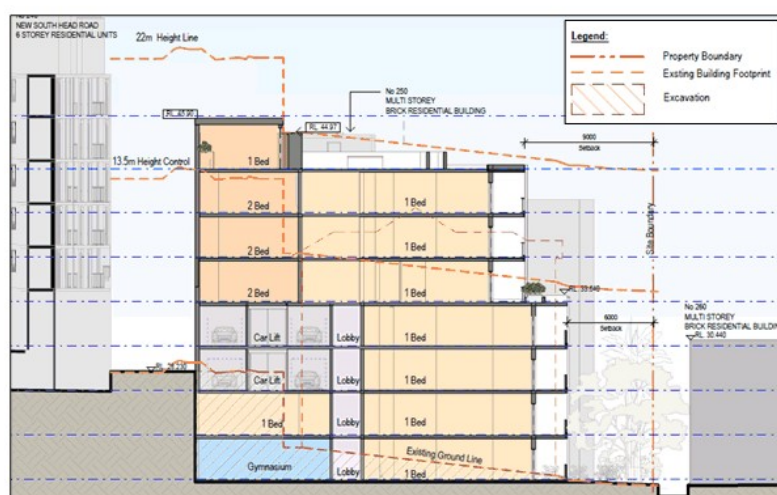 NEW SOUTH HEAD ROAD
6 STOREY RESIDENTIAL UNITS
22m Height Line
No 250
MULTI STOREY
BRICK RESIDENTIAL BUILDING
Legend:
Property Boundary
Existing Building Footprint
Excavation
RL 44.97
9000
Setback
1 Bed
13.5m Height Control
2 Bed
1 Bed
2 Bed
1 Bed
Site Boundary
2 Bed
1 Bed
6000
Setback
No 260
MULTI STOREY
BRICK RESIDENTIAL BUILDING
RL 30.440
Car Lift
Lobby
1 Bed
Car Lift
Lobby
1 Bed
1 Bed
Lobby
1 Bed
Existing Ground Line
Gymnasium
Lobby
1 Bed